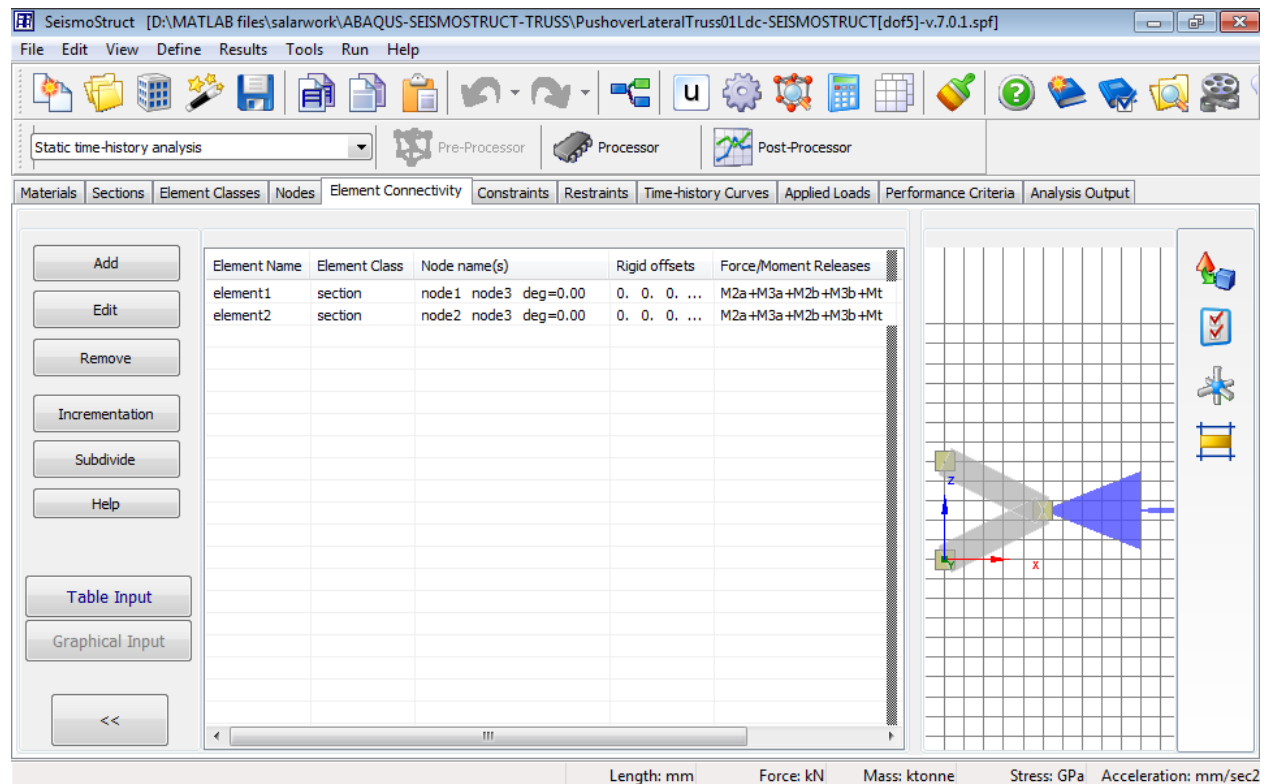 SeismoStruct [D:\MATLAB files\salarwork\ABAQUS-SEISMOSTRUCT-TRUSS\PushoverLateralTruss01Ldc-SEISMOSTRUCT[dof5]-v.7.0.1.spf]
File Edit View Define Results Tools Run Help
u
Static time-history analysis Pre-Processor Processor Post-Processor
Materials Sections Element Classes Nodes Element Connectivity Constraints Restraints Time-history Curves Applied Loads Performance Criteria Analysis Output
Add
Edit
Remove
Incrementation
Subdivide
Help
Table Input
Graphical Input
<<
Element Name Element Class Node name(s) Rigid offsets Force/Moment Releases
element1 section node1 node3 deg=0.00 0. 0. 0. ... M2a+M3a+M2b+M3b+Mt
element2 section node2 node3 deg=0.00 0. 0. 0. ... M2a+M3a+M2b+M3b+Mt
z
Y
x
Length: mm Force: kN Mass: ktonne Stress: GPa Acceleration: mm/sec2